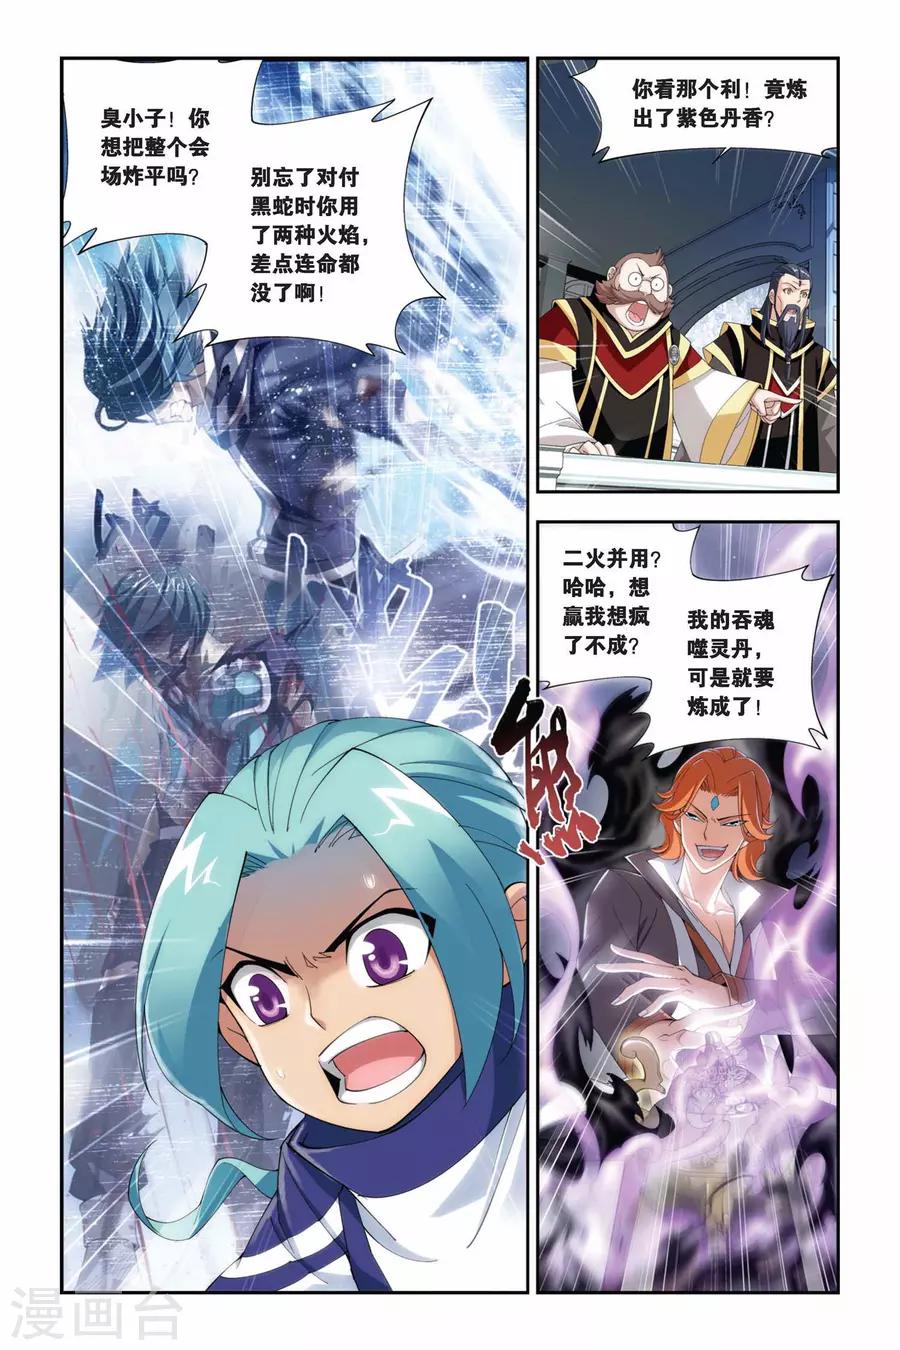 臭小子！你
想把整个会
场炸平吗？
别忘了对付
黑蛇时你用
了两种火焰，
差点连命都
没了啊！
你看那个利！竟炼
出了紫色丹香？
二火并用？
哈哈，想
赢我想疯
了不成？
我的吞魂
噬灵丹，
可是就要
炼成了！
漫画台